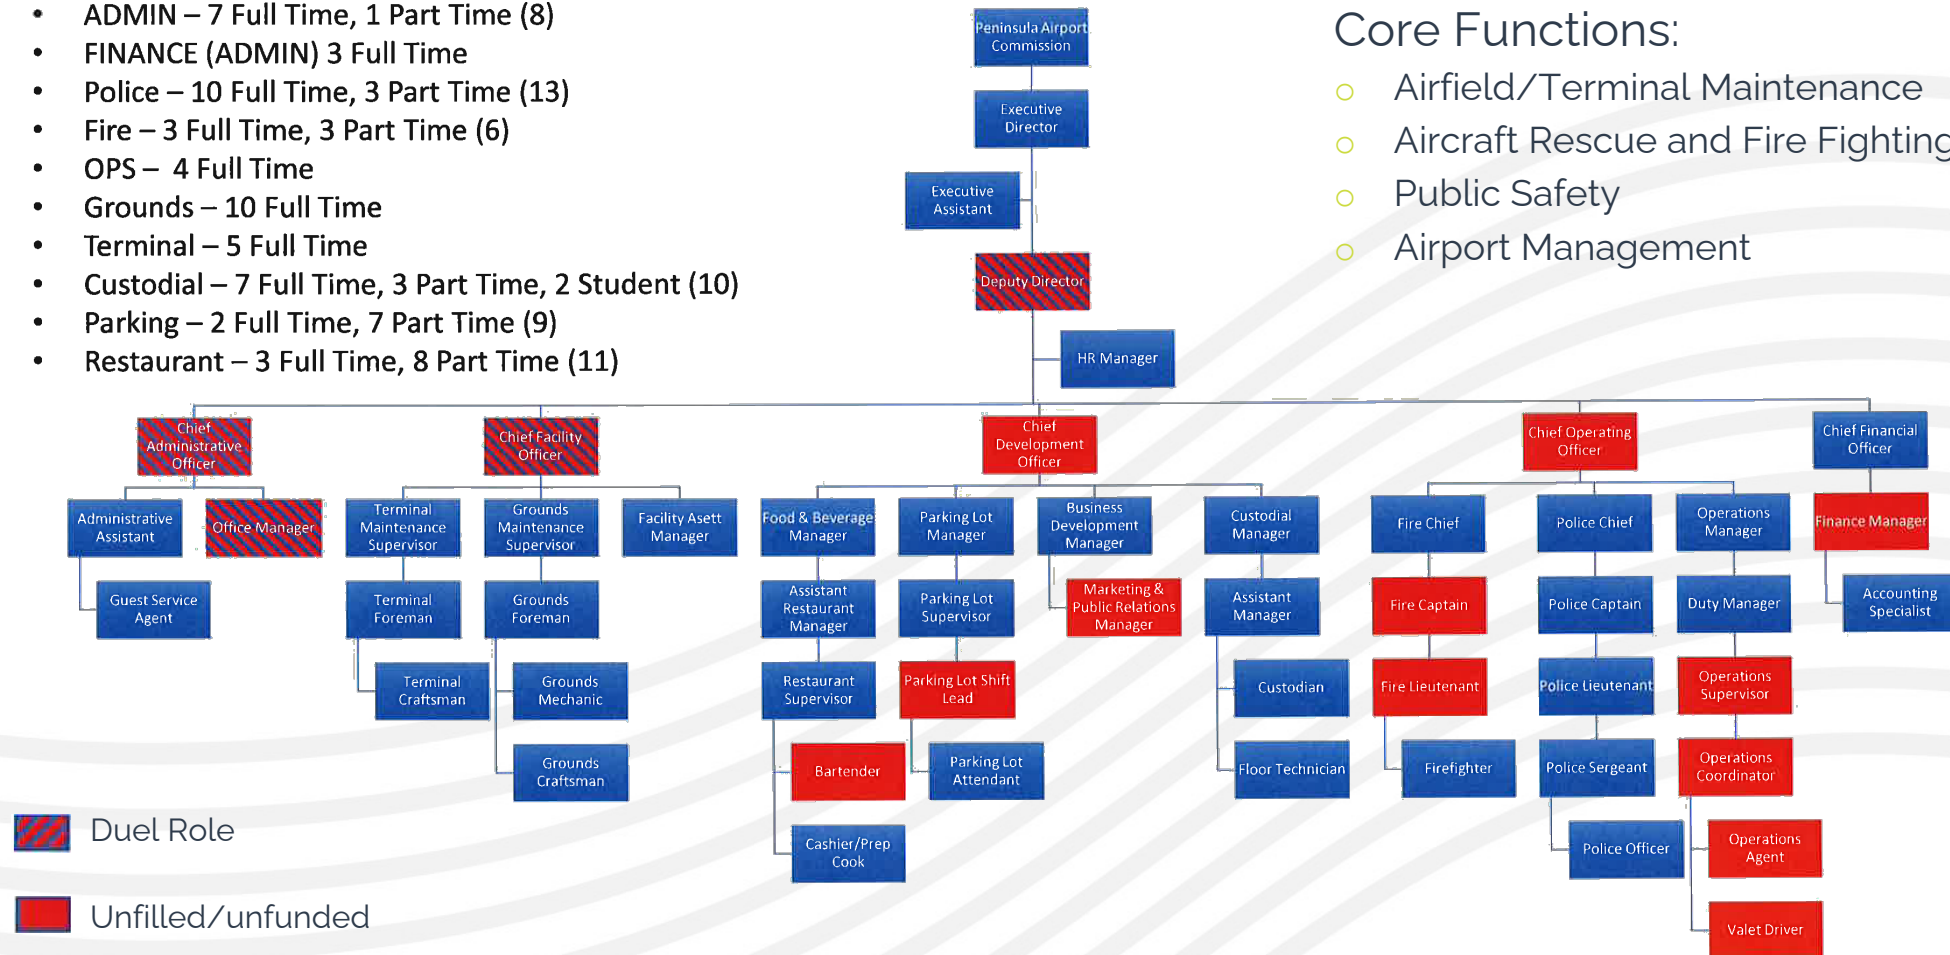 • ADMIN – 7 Full Time, 1 Part Time (8)
• FINANCE (ADMIN) 3 Full Time
• Police – 10 Full Time, 3 Part Time (13)
• Fire – 3 Full Time, 3 Part Time (6)
• OPS – 4 Full Time
• Grounds – 10 Full Time
• Terminal – 5 Full Time
• Custodial – 7 Full Time, 3 Part Time, 2 Student (10)
• Parking – 2 Full Time, 7 Part Time (9)
• Restaurant – 3 Full Time, 8 Part Time (11)
Core Functions:
Airfield/Terminal Maintenance
Aircraft Rescue and Fire Fighting
Public Safety
Airport Management
Peninsula Airport
Commission
Executive
Director
Executive
Assistant
Deputy Director
HR Manager
Chief
Administrative
Officer
Administrative
Assistant
Office Manager
Guest Service
Agent
Chief Facility
Officer
Terminal
Maintenance
Supervisor
Grounds
Maintenance
Supervisor
Facility Asett
Manager
Terminal
Foreman
Grounds
Foreman
Terminal
Craftsman
Grounds
Mechanic
Grounds
Craftsman
Chief
Development
Officer
Food & Beverage
Manager
Parking Lot
Manager
Business
Development
Manager
Custodial
Manager
Assistant
Restaurant
Manager
Parking Lot
Supervisor
Marketing &
Public Relations
Manager
Assistant
Manager
Restaurant
Supervisor
Parking Lot Shift
Lead
Custodian
Bartender
Parking Lot
Attendant
Floor Technician
Cashier/Prep
Cook
Chief Operating
Officer
Fire Chief
Police Chief
Operations
Manager
Fire Captain
Police Captain
Duty Manager
Fire Lieutenant
Police Lieutenant
Operations
Supervisor
Firefighter
Police Sergeant
Operations
Coordinator
Police Officer
Operations
Agent
Valet Driver
Chief Financial
Officer
Finance Manager
Accounting
Specialist
Duel Role
Unfilled/unfunded